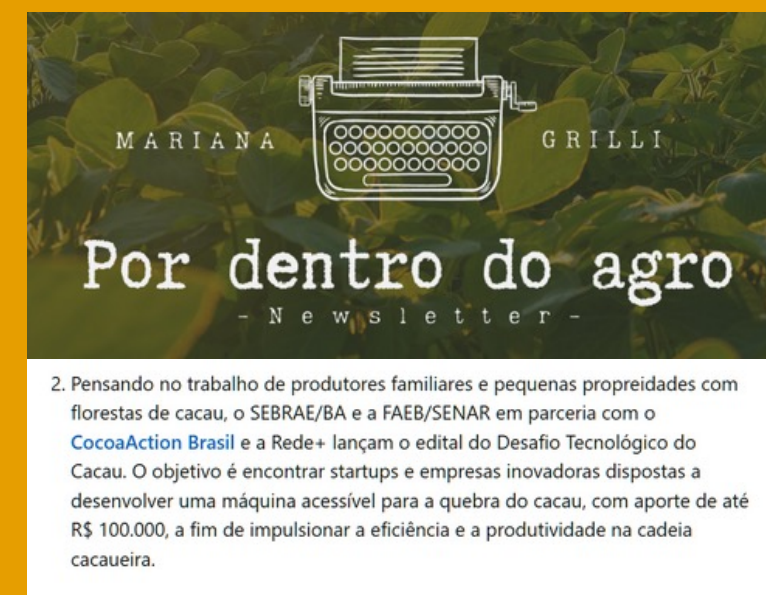 MARIANA GRILLI
Por dentro do agro
- Newsletter -
2. Pensando no trabalho de produtores familiares e pequenas propreidades com
florestas de cacau, o SEBRAE/BA e a FAEB/SENAR em parceria com o
CocoaAction Brasil e a Rede+ lançam o edital do Desafio Tecnológico do
Cacau. O objetivo é encontrar startups e empresas inovadoras dispostas a
desenvolver uma máquina acessível para a quebra do cacau, com aporte de até
R$ 100.000, a fim de impulsionar a eficiência e a produtividade na cadeia
cacaueira.